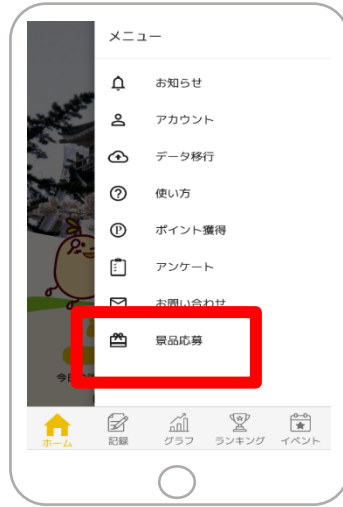 メニュー
お知らせ
アカウント
データ移行
使い方
P ポイント獲得
アンケート
お問い合わせ
景品応募
今日
ホーム 記録 グラフ ランキング イベント